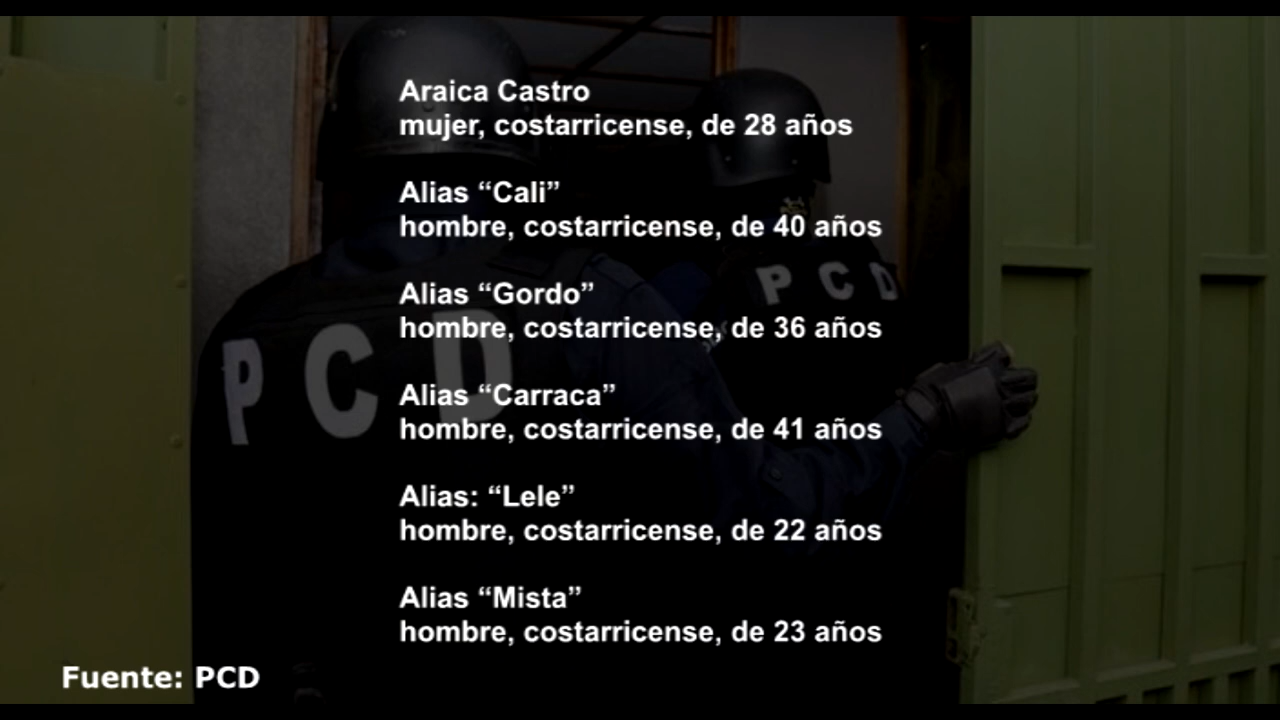 Araica Castro
mujer, costarricense, de 28 años
Alias “Cali”
hombre, costarricense, de 40 años
Alias “Gordo”
hombre, costarricense, de 36 años
P C D
Alias “Carraca”
hombre, costarricense, de 41 años
P C D
Alias: “Lele”
hombre, costarricense, de 22 años
Alias “Mista”
hombre, costarricense, de 23 años
Fuente: PCD